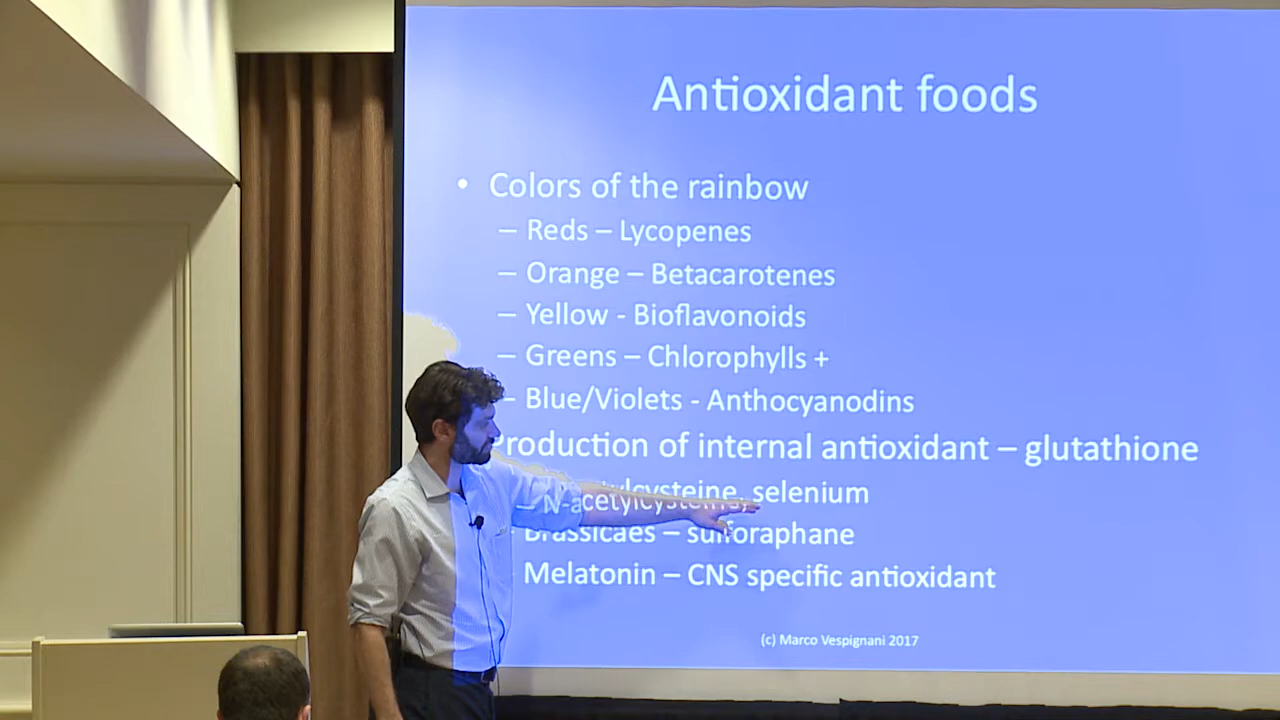 Antioxidant foods
• Colors of the rainbow
– Reds – Lycopenes
– Orange – Betacarotenes
– Yellow - Bioflavonoids
– Greens – Chlorophylls +
- Blue/Violets - Anthocyanodins
Production of internal antioxidant – glutathione
– N-acetylcysteine, selenium
- Brassicaes – sulforaphane
Melatonin – CNS specific antioxidant
(c) Marco Vespignani 2017